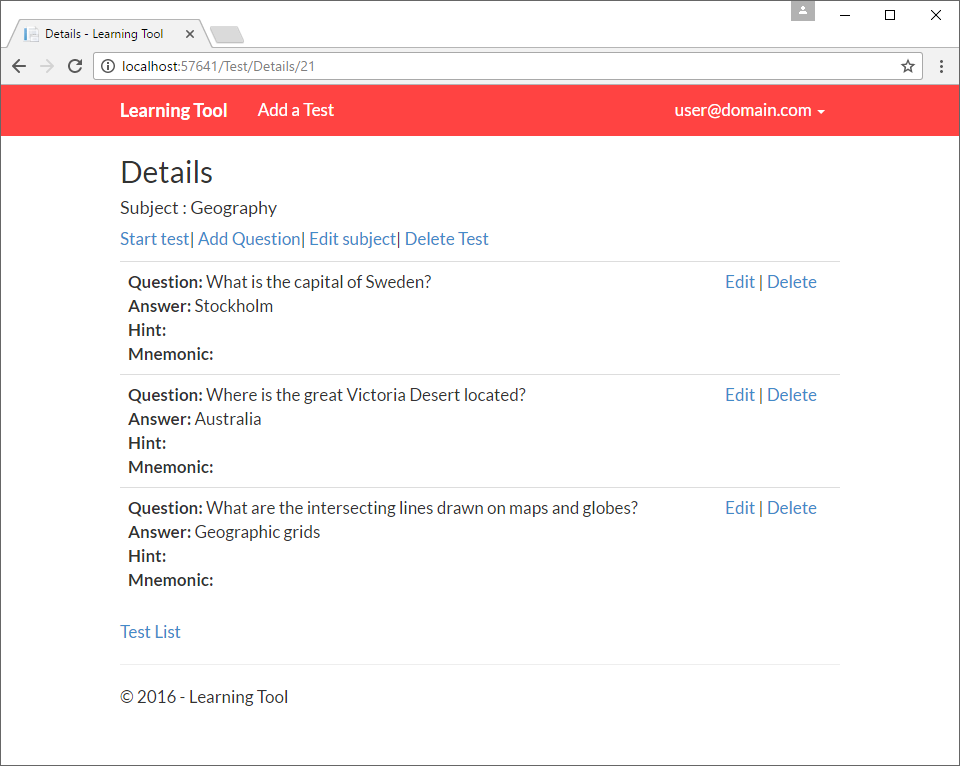 Details - Learning Tool
localhost:57641/Test/Details/21
Learning Tool Add a Test user@domain.com
Details
Subject : Geography
Start test| Add Question| Edit subject| Delete Test
Question: What is the capital of Sweden? Edit | Delete
Answer: Stockholm
Hint:
Mnemonic:
Question: Where is the great Victoria Desert located? Edit | Delete
Answer: Australia
Hint:
Mnemonic:
Question: What are the intersecting lines drawn on maps and globes? Edit | Delete
Answer: Geographic grids
Hint:
Mnemonic:
Test List
© 2016 - Learning Tool